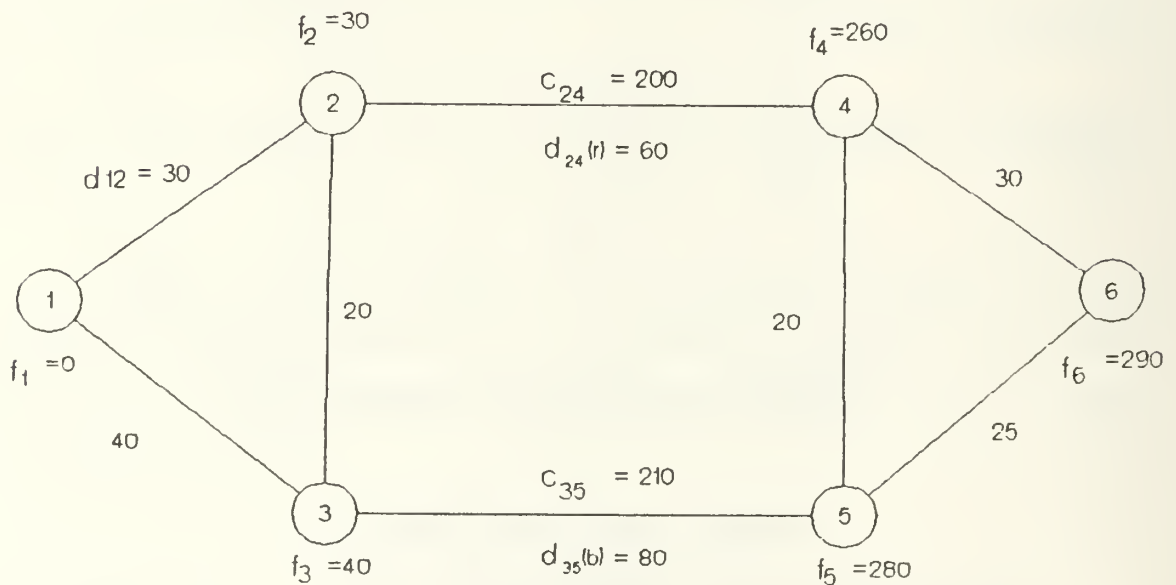 f2 =30
f4 =260
2
C24 = 200
4
d24(r) = 60
d12 = 30
30
1
20
20
6
f1 =0
f6 =290
40
25
C35 = 210
3
5
d35(b) = 80
f3 =40
f5 =280